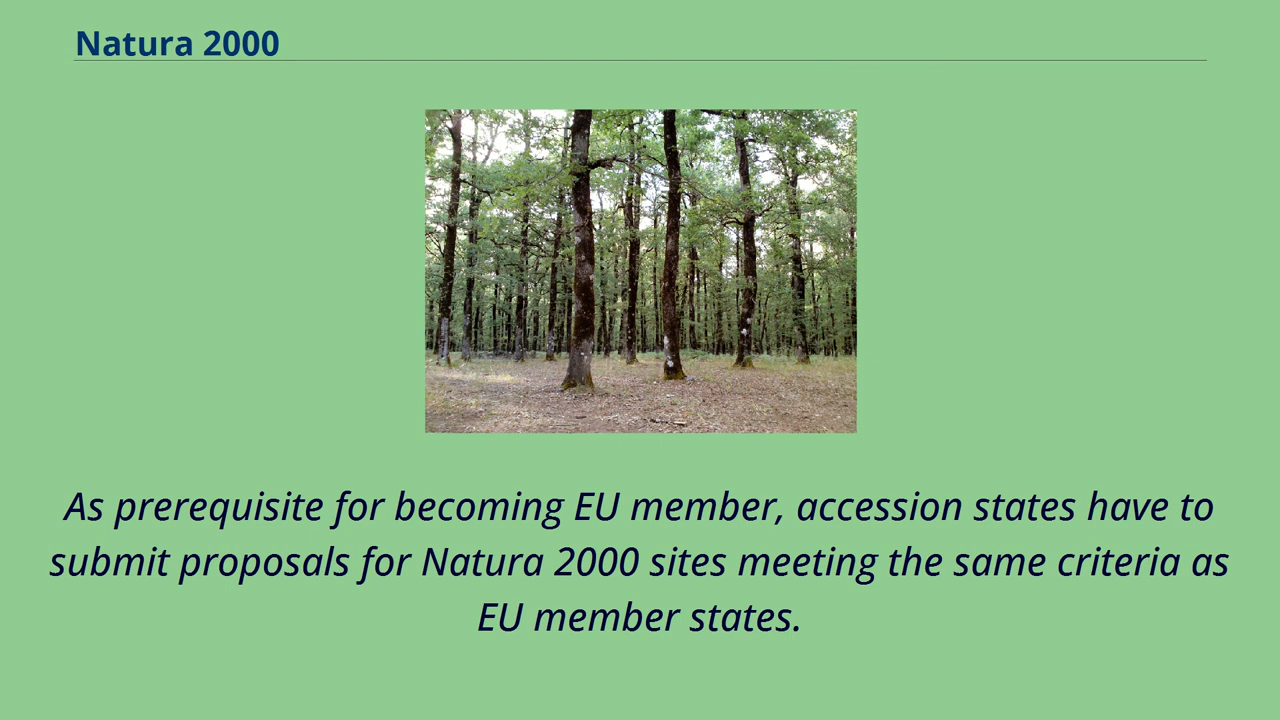 Natura 2000
As prerequisite for becoming EU member, accession states have to
submit proposals for Natura 2000 sites meeting the same criteria as
EU member states.